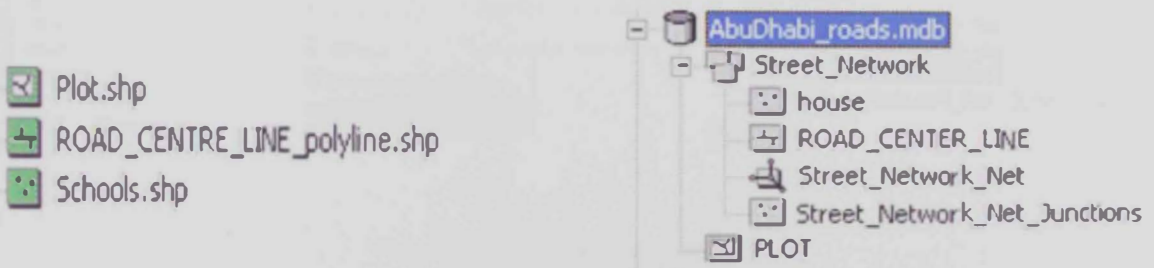 Plot.shp
ROAD_CENTRE_LINE_polyline.shp
Schools.shp
AbuDhabi_roads.mdb
Street_Network
house
ROAD_CENTER_LINE
Street_Network_Net
Street_Network_Net_Junctions
PLOT